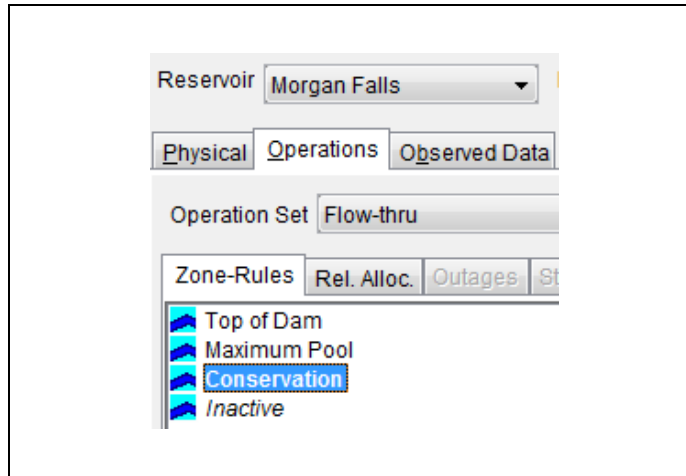 Reservoir Morgan Falls
Physical Operations Observed Data
Operation Set Flow-thru
Zone-Rules Rel. Alloc. Outages
Top of Dam
Maximum Pool
Conservation
Inactive